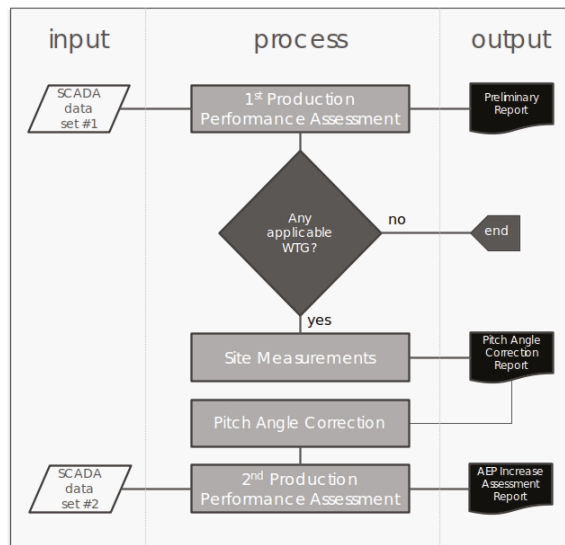 input
process
output
SCADA
data
set #1
1st Production
Performance Assessment
Preliminary
Report
Any
applicable
WTG?
no
end
yes
Site Measurements
Pitch Angle
Correction
Report
Pitch Angle Correction
SCADA
data
set #2
2nd Production
Performance Assessment
AEP Increase
Assessment
Report